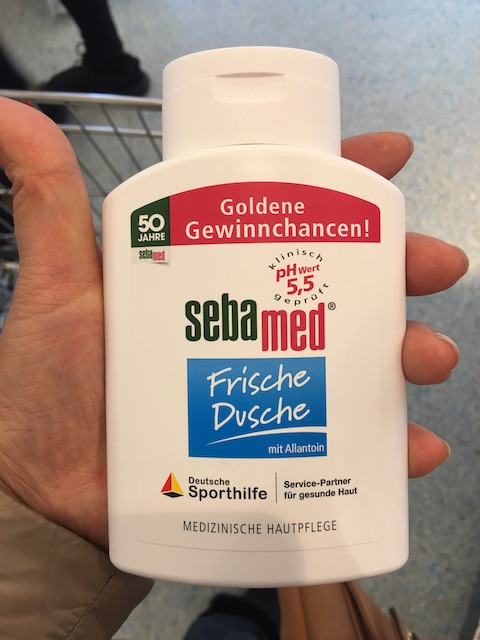 50
JAHRE
sebamed
Goldene
Gewinnchancen!
klinisch
pH Wert
5,5
geprüft
sebamed®
Frische
Dusche
mit Allantoin
Deutsche
Sporthilfe
Service-Partner
für gesunde Haut
MEDIZINISCHE HAUTPFLEGE